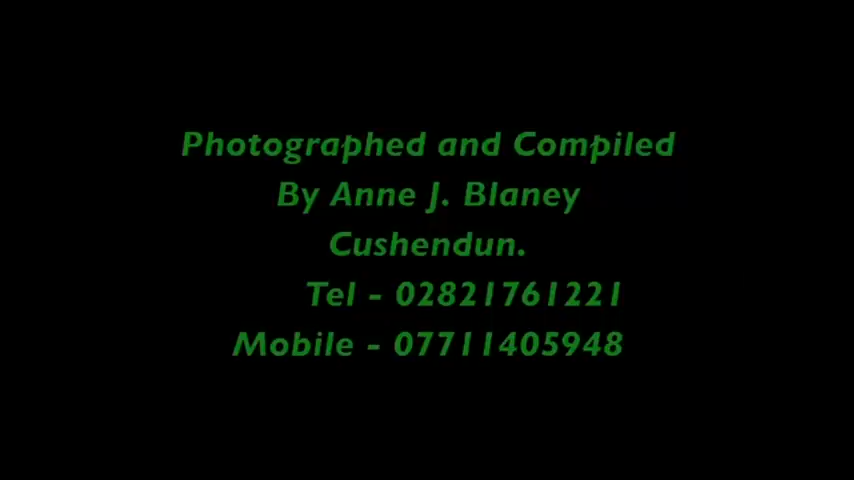 Photographed and Compiled
By Anne J. Blaney
Cushendun.
Tel - 02821761221
Mobile - 07711405948